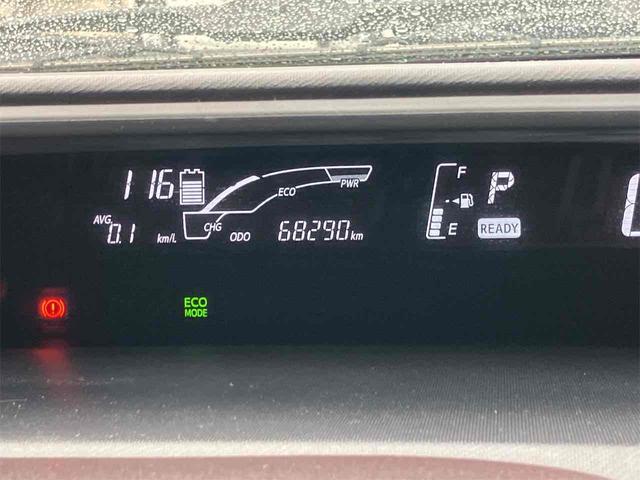 116
ECO
PWR
F
P
AVG.
0.1 km/L
CHG
ODO 68290 km
E
READY
ECO
MODE